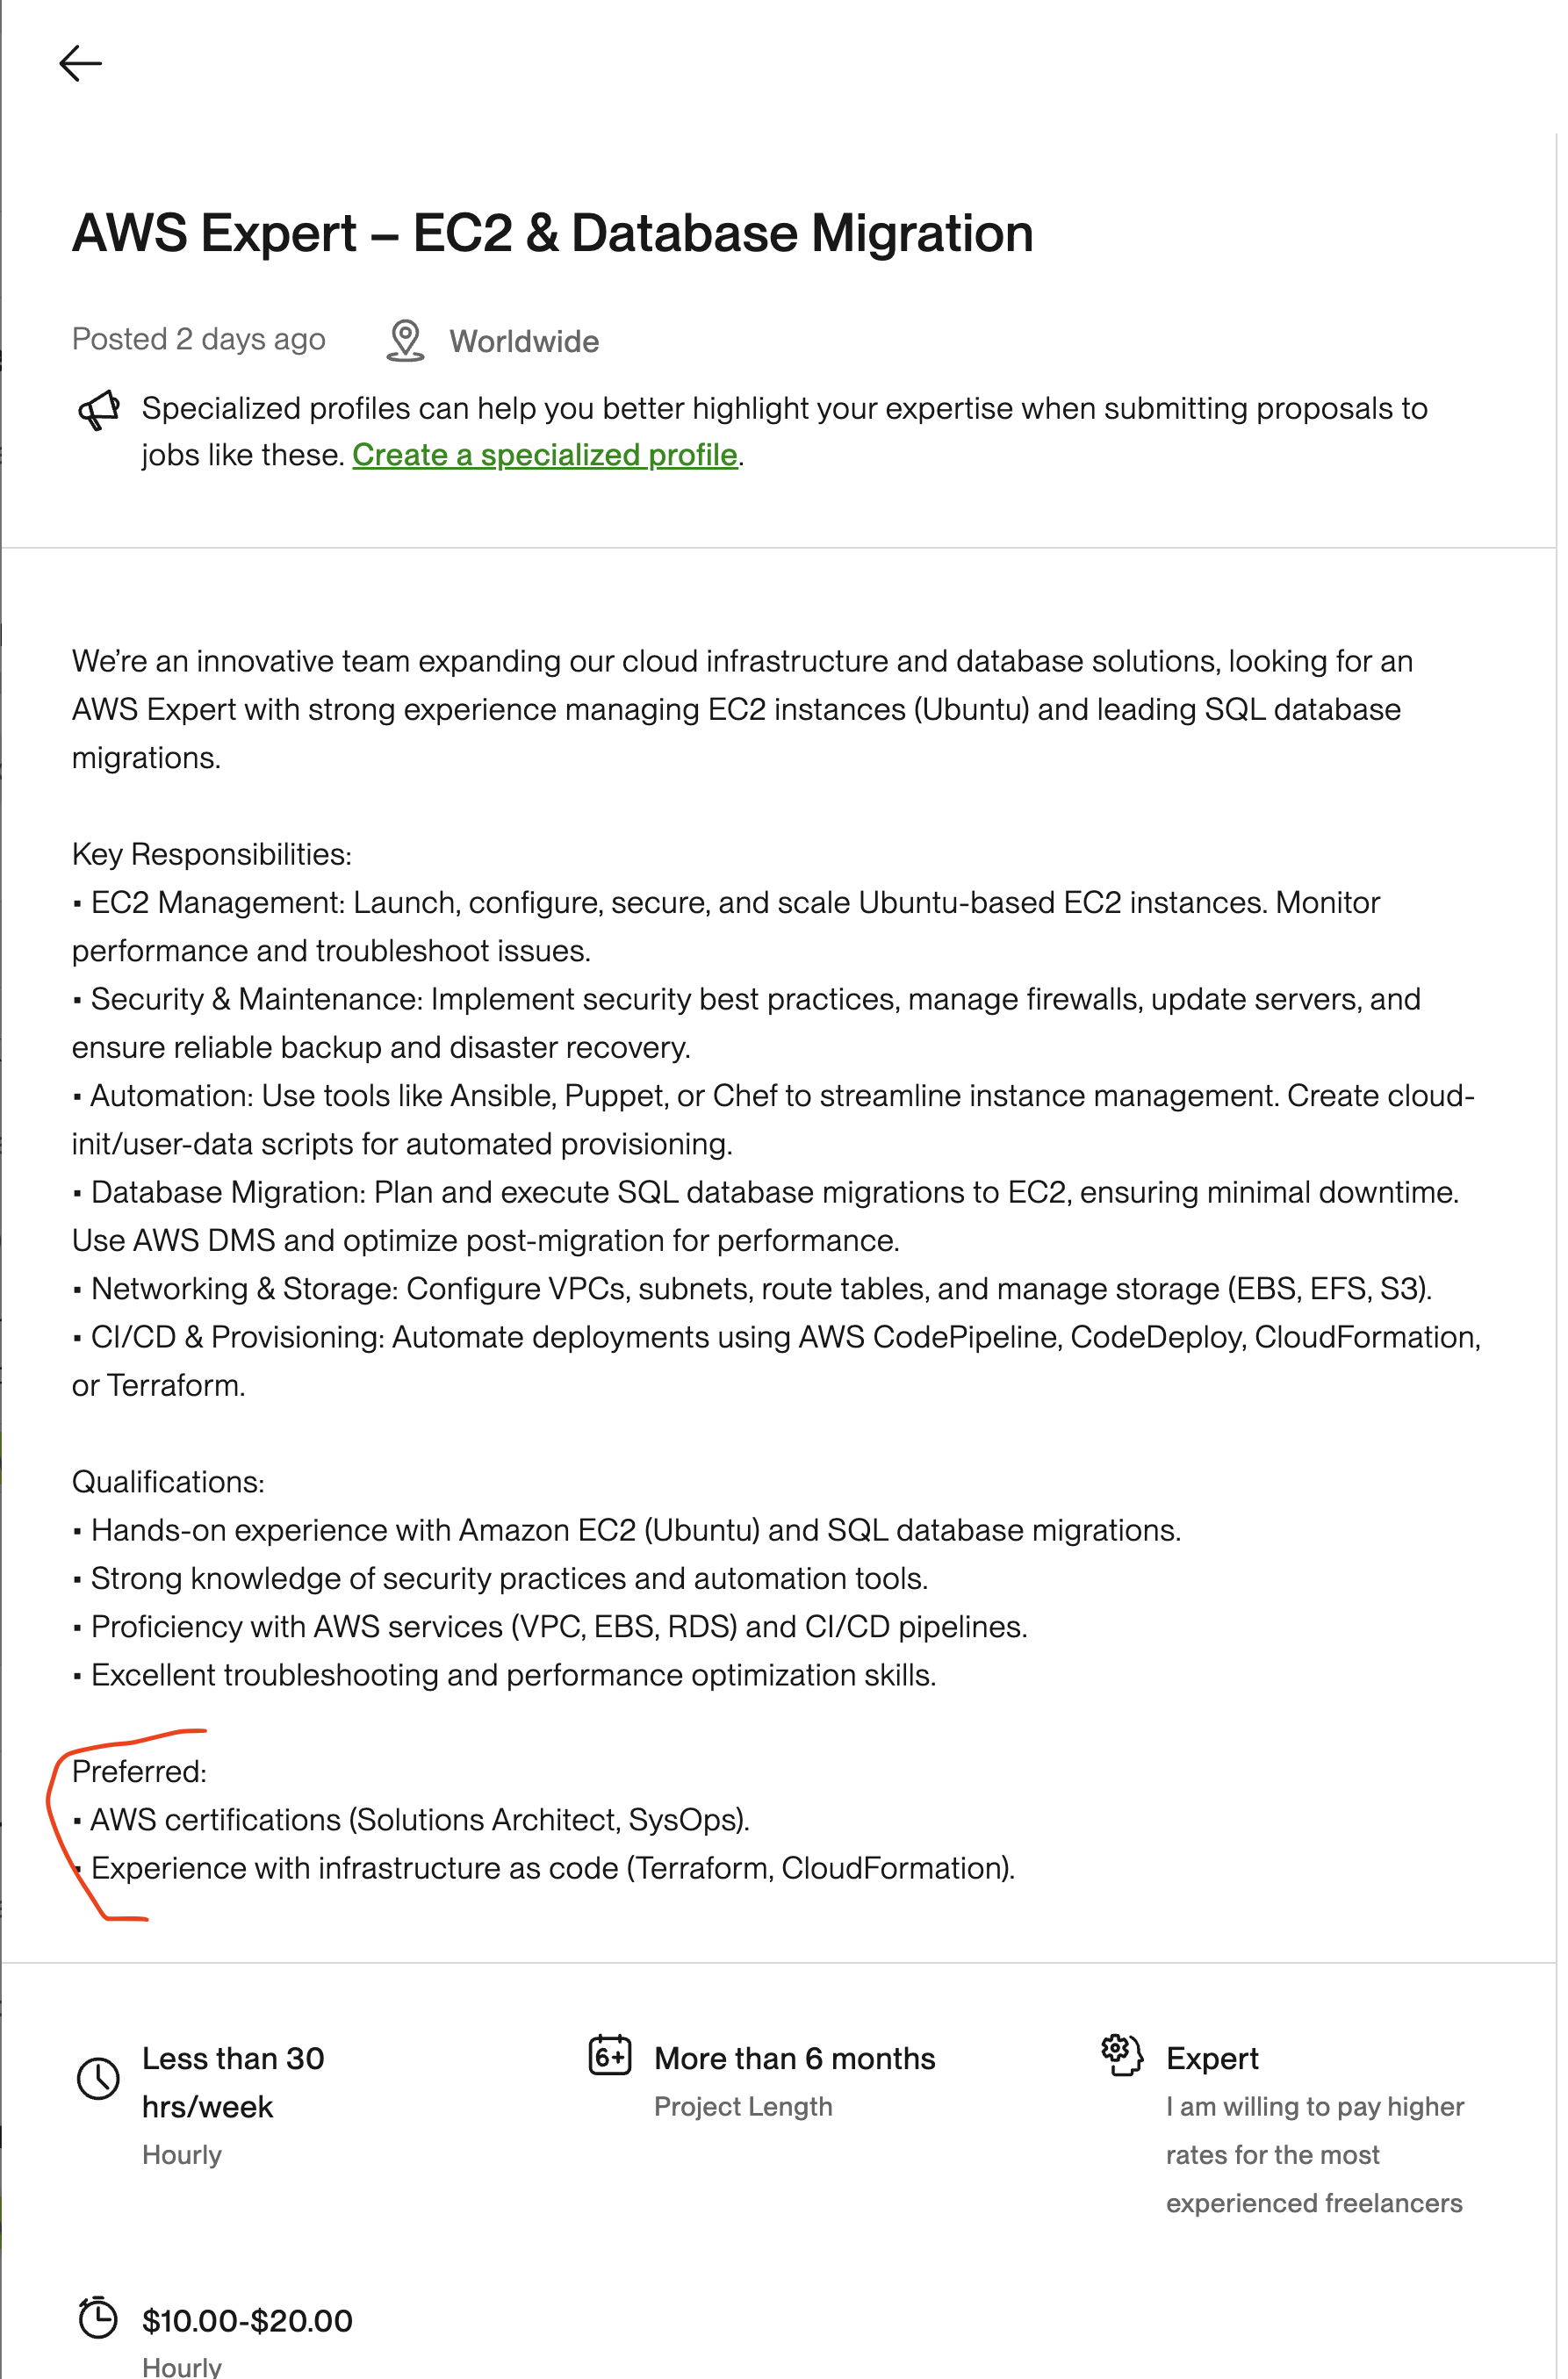 AWS Expert – EC2 & Database Migration
Posted 2 days ago Worldwide
Specialized profiles can help you better highlight your expertise when submitting proposals to
jobs like these. Create a specialized profile.
We’re an innovative team expanding our cloud infrastructure and database solutions, looking for an
AWS Expert with strong experience managing EC2 instances (Ubuntu) and leading SQL database
migrations.
Key Responsibilities:
▪ EC2 Management: Launch, configure, secure, and scale Ubuntu-based EC2 instances. Monitor
performance and troubleshoot issues.
▪ Security & Maintenance: Implement security best practices, manage firewalls, update servers, and
ensure reliable backup and disaster recovery.
▪ Automation: Use tools like Ansible, Puppet, or Chef to streamline instance management. Create cloud-
init/user-data scripts for automated provisioning.
▪ Database Migration: Plan and execute SQL database migrations to EC2, ensuring minimal downtime.
Use AWS DMS and optimize post-migration for performance.
▪ Networking & Storage: Configure VPCs, subnets, route tables, and manage storage (EBS, EFS, S3).
▪ CI/CD & Provisioning: Automate deployments using AWS CodePipeline, CodeDeploy, CloudFormation,
or Terraform.
Qualifications:
▪ Hands-on experience with Amazon EC2 (Ubuntu) and SQL database migrations.
▪ Strong knowledge of security practices and automation tools.
▪ Proficiency with AWS services (VPC, EBS, RDS) and CI/CD pipelines.
▪ Excellent troubleshooting and performance optimization skills.
Preferred:
▪ AWS certifications (Solutions Architect, SysOps).
▪ Experience with infrastructure as code (Terraform, CloudFormation).
Less than 30
hrs/week
Hourly
6+ More than 6 months
Project Length
Expert
I am willing to pay higher
rates for the most
experienced freelancers
$10.00-$20.00
Hourly